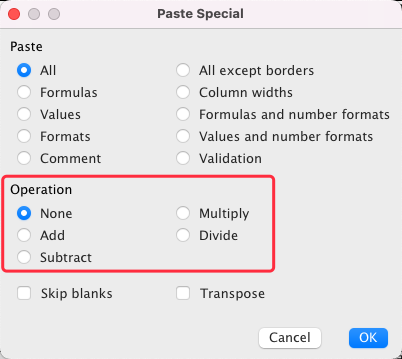 Paste Special
Paste
All
All except borders
Formulas
Column widths
Values
Formulas and number formats
Formats
Values and number formats
Comment
Validation
Operation
None
Multiply
Add
Divide
Subtract
Skip blanks
Transpose
Cancel
OK